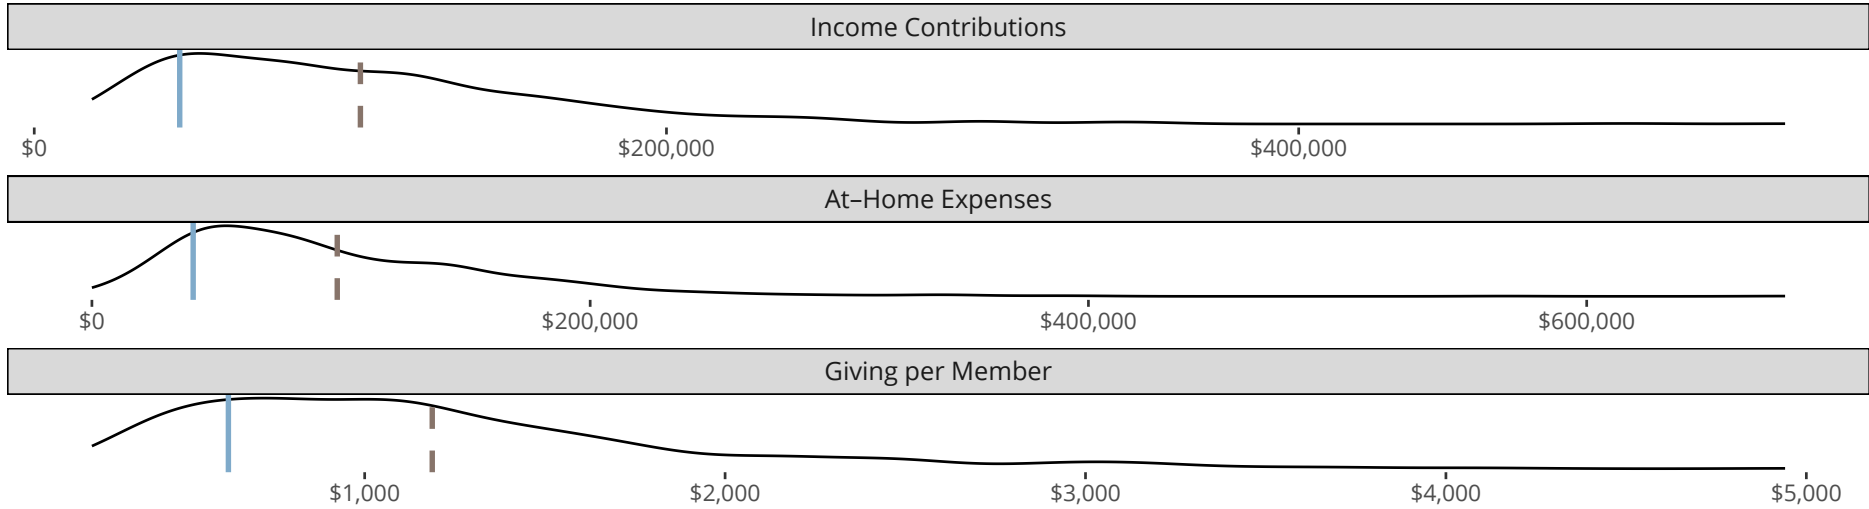 Income Contributions
$0 $200,000 $400,000
At–Home Expenses
$0 $200,000 $400,000 $600,000
Giving per Member
$1,000 $2,000 $3,000 $4,000 $5,000